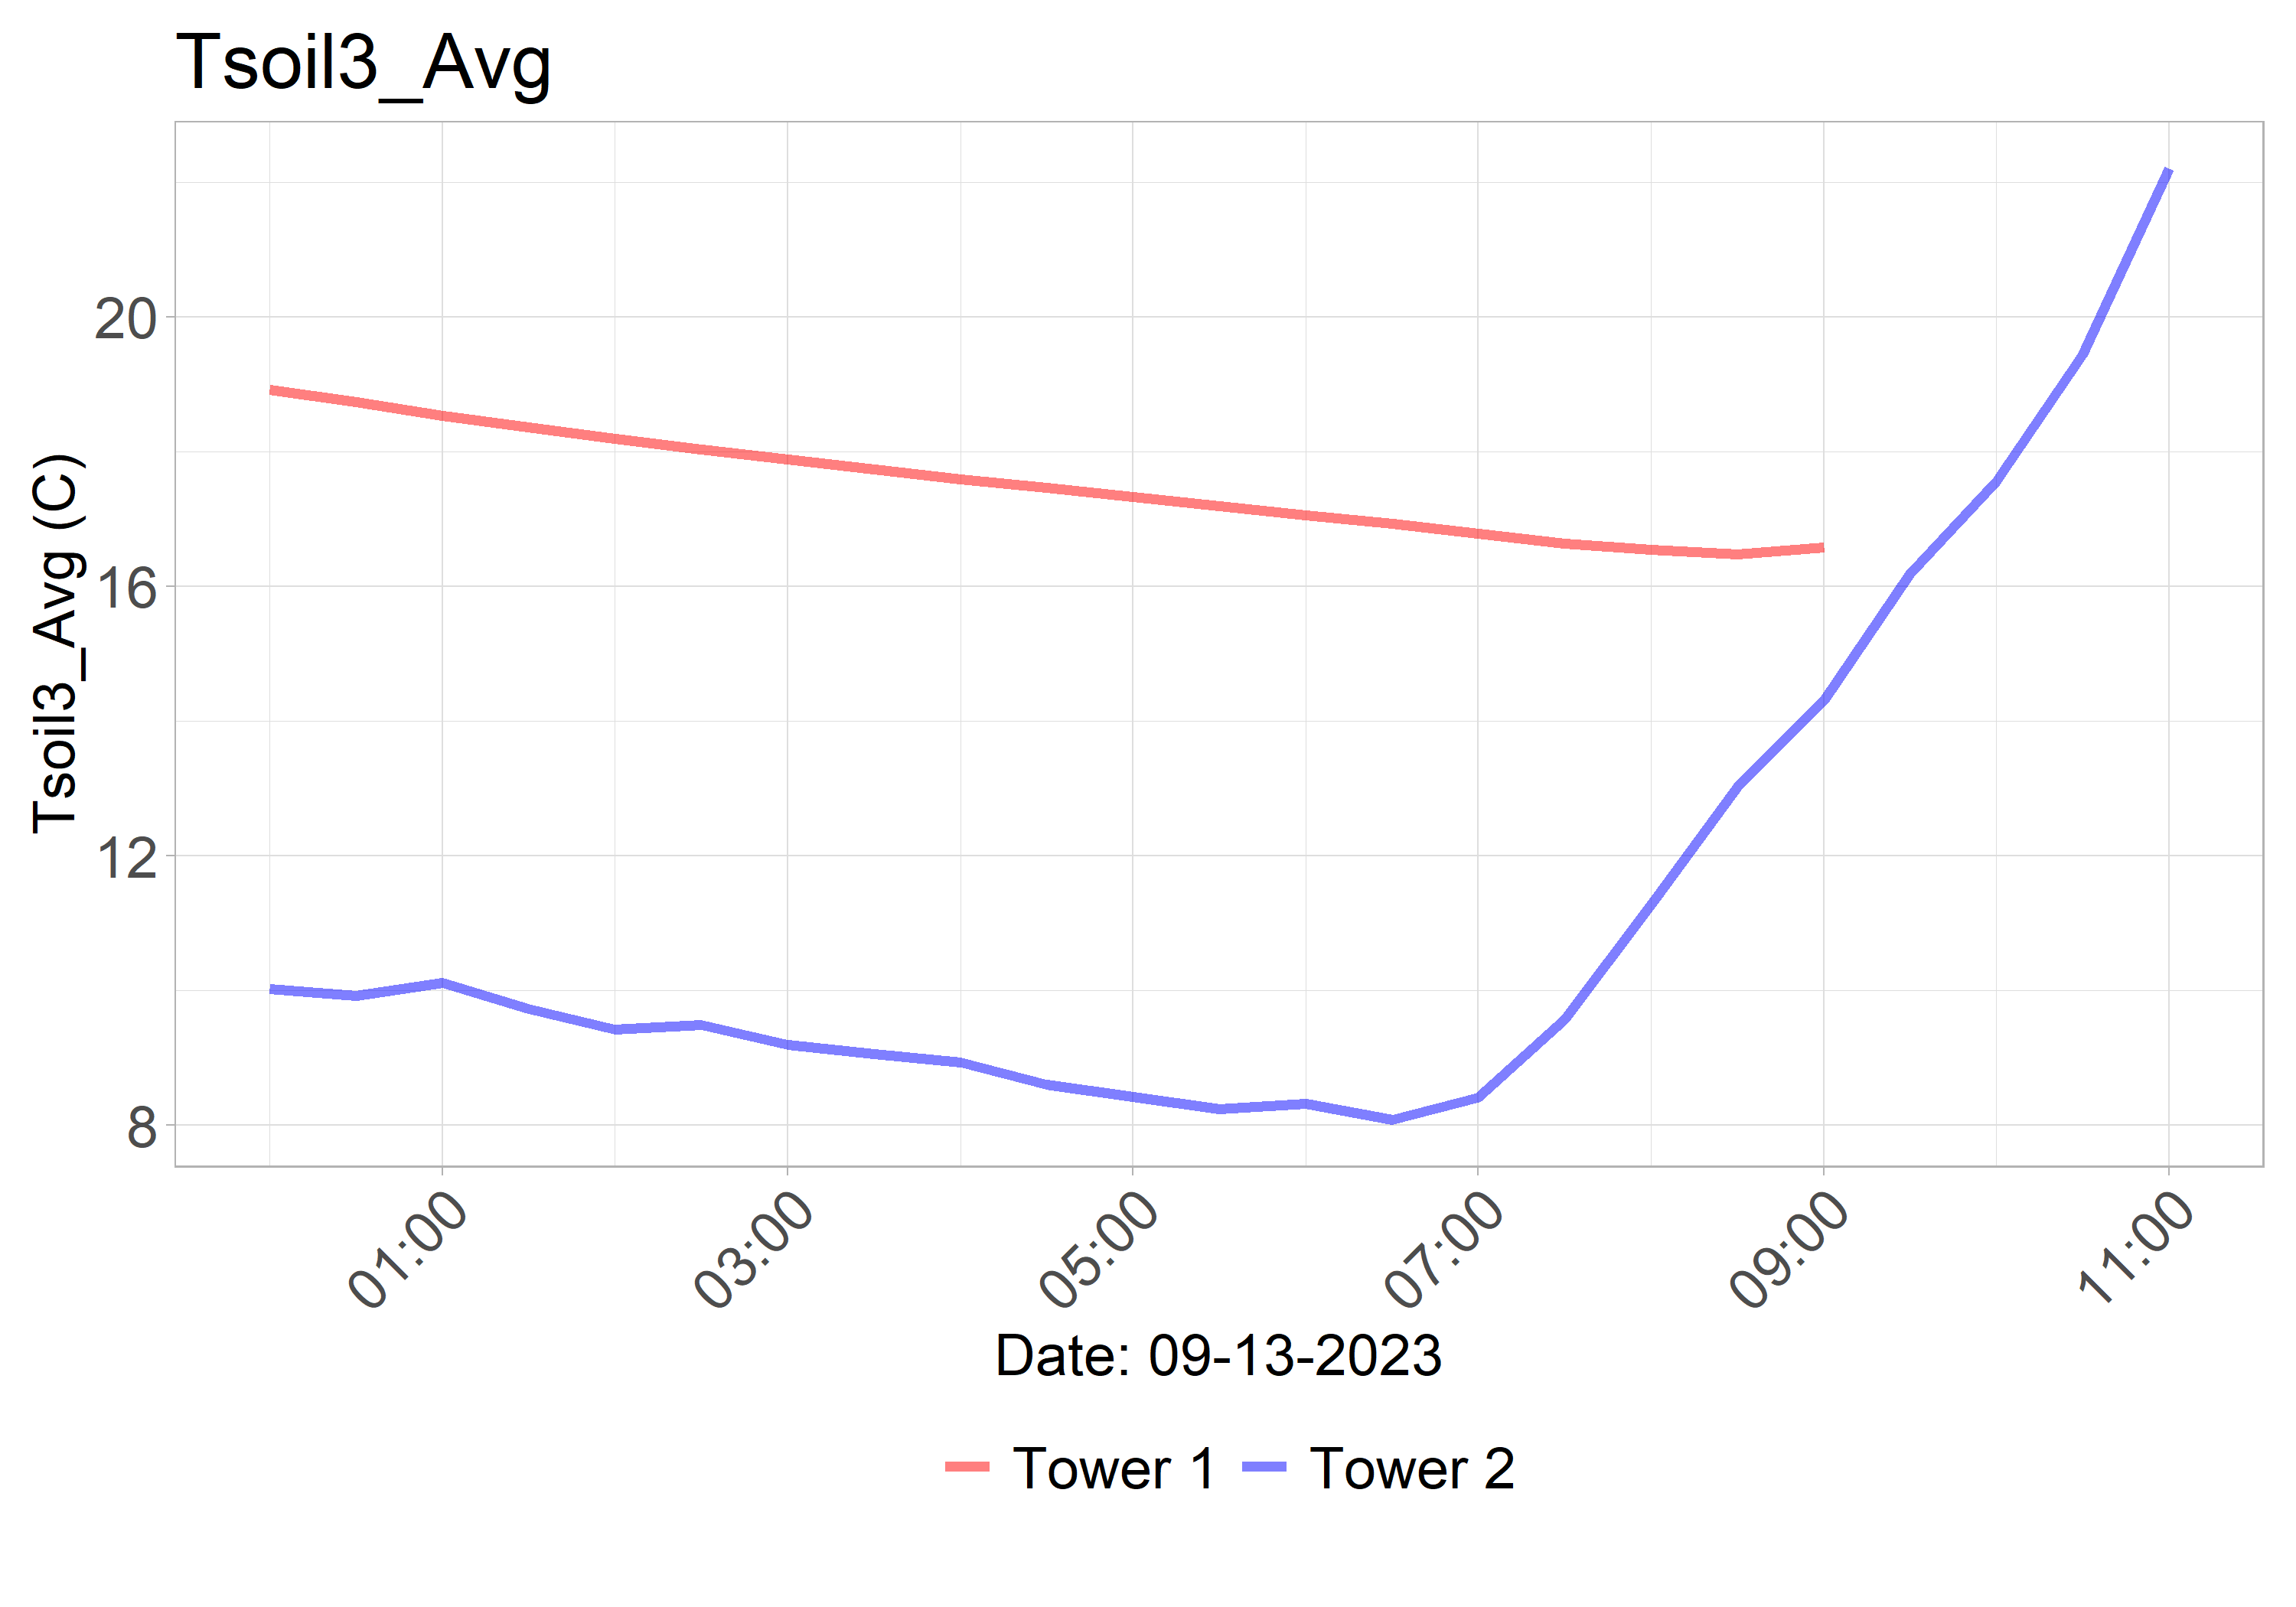 Tsoil3_Avg
Tsoil3_Avg (C)
20
16
12
8
01:00 03:00 05:00 07:00 09:00 11:00
Date: 09-13-2023
Tower 1 Tower 2